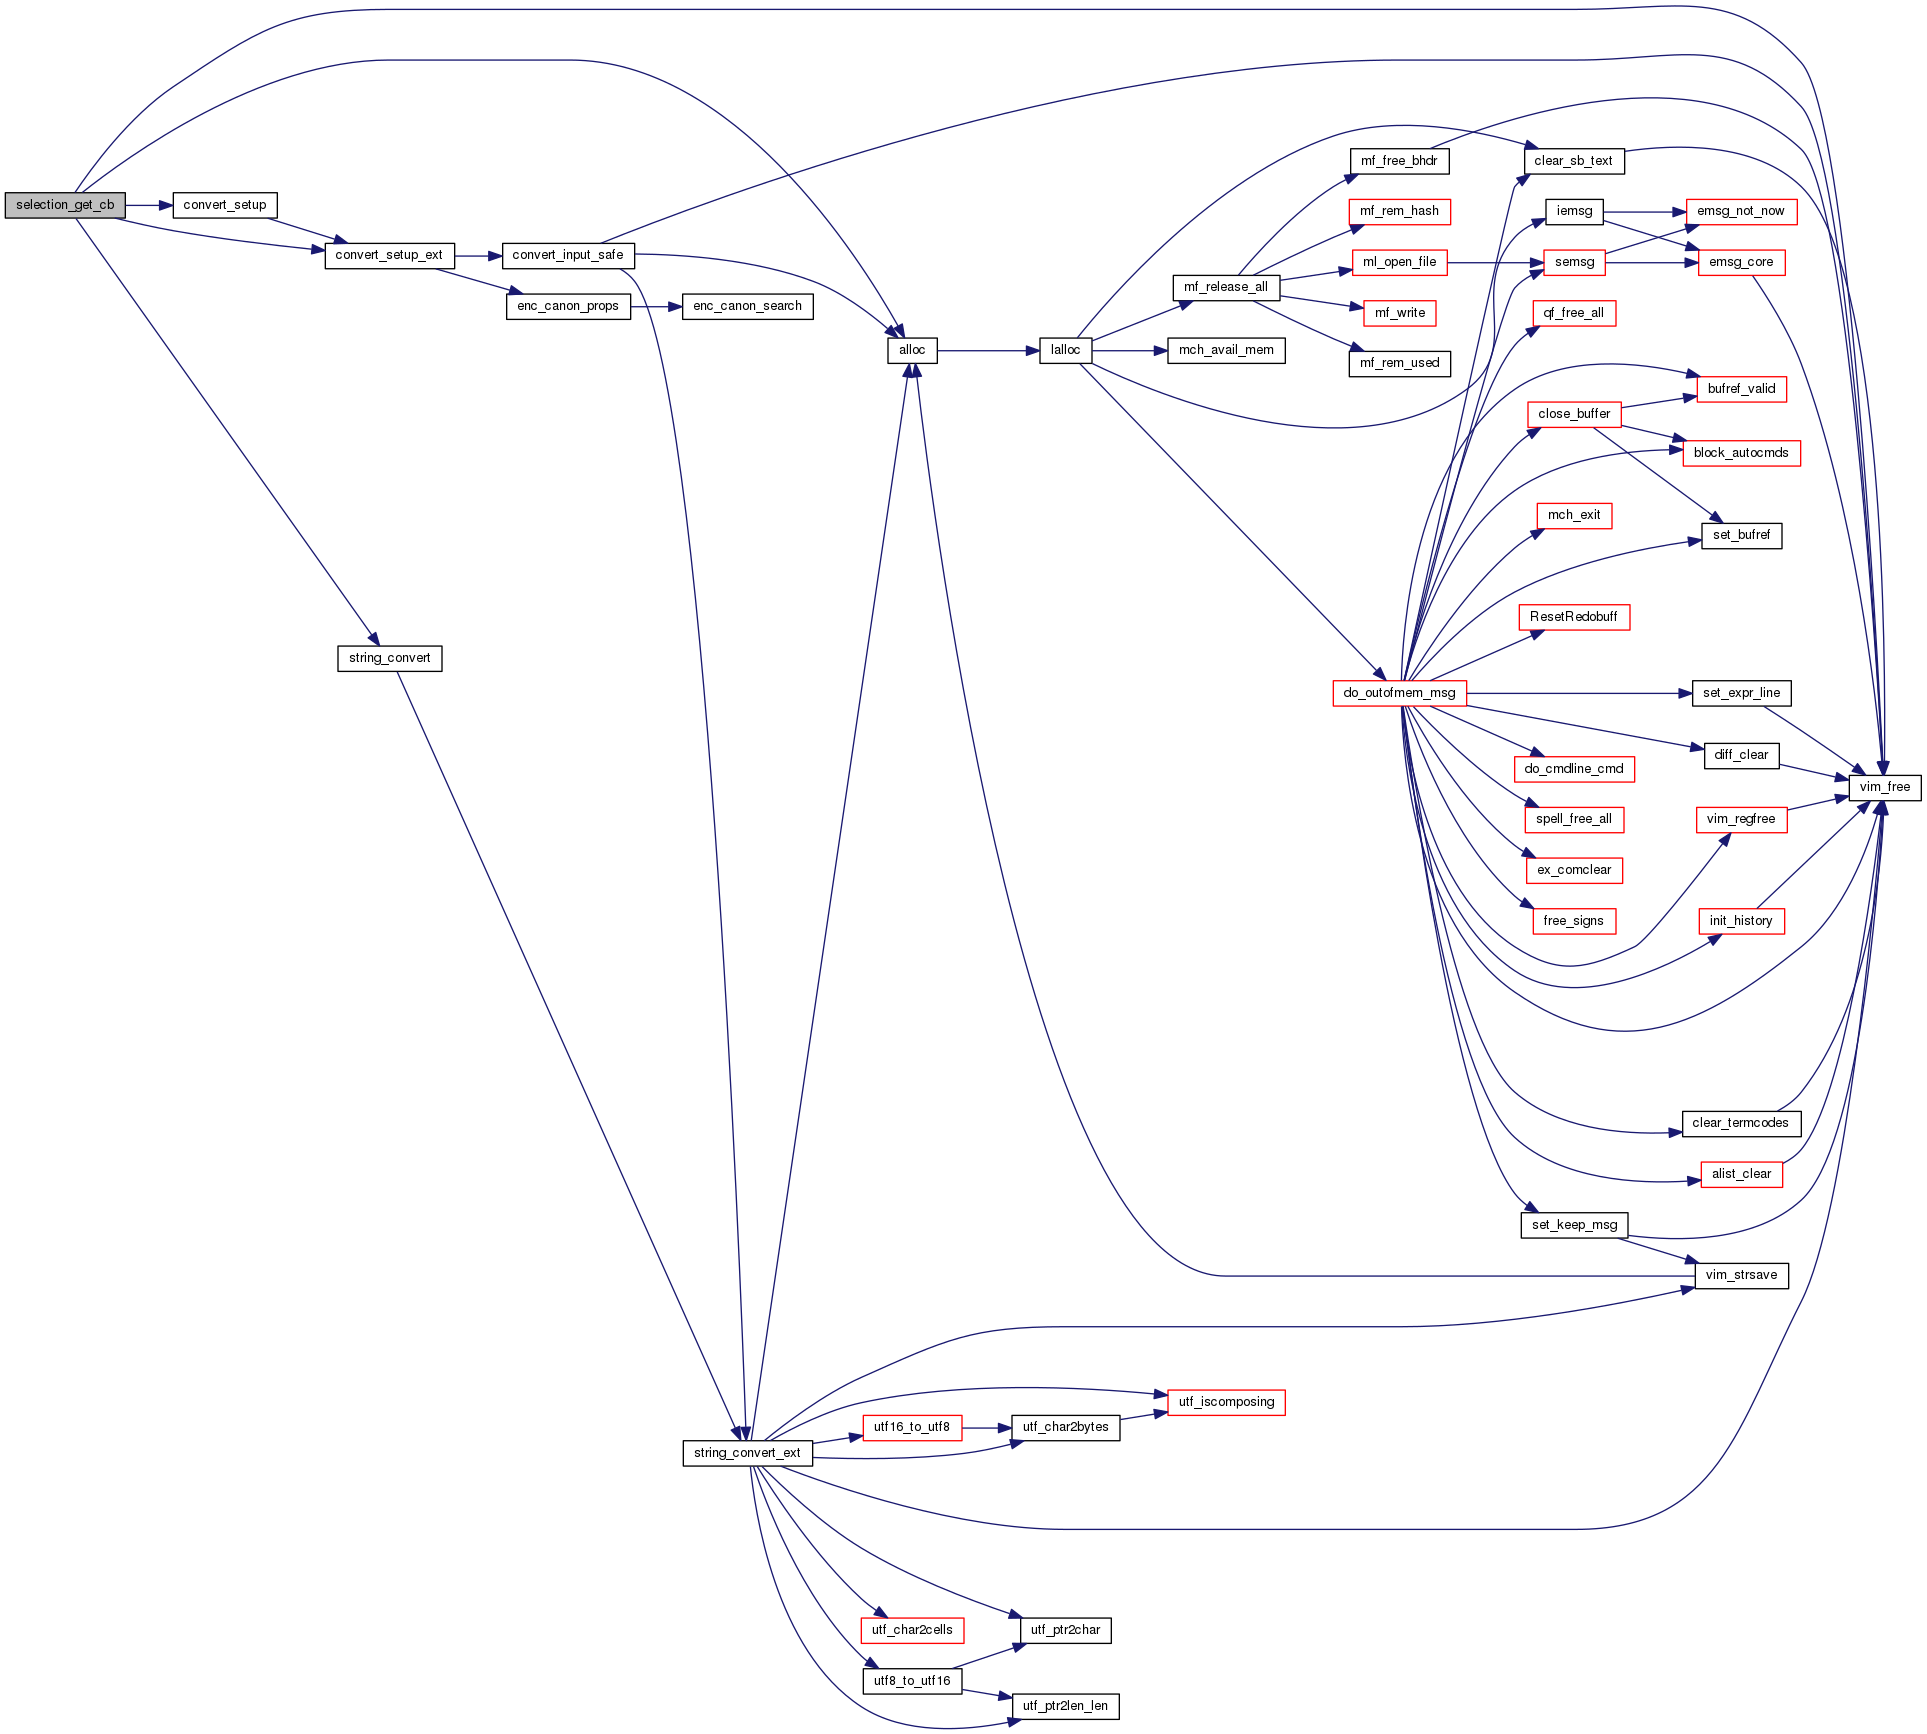 mf_free_bhdr
clear_sb_text
selection_get_cb
convert_setup
mf_rem_hash
iemsg
emsg_not_now
convert_setup_ext
convert_input_safe
ml_open_file
semsg
emsg_core
mf_release_all
enc_canon_props
enc_canon_search
mf_write
qf_free_all
alloc
lalloc
mch_avail_mem
mf_rem_used
bufref_valid
close_buffer
block_autocmds
mch_exit
set_bufref
ResetRedobuff
string_convert
do_outofmem_msg
set_expr_line
diff_clear
do_cmdline_cmd
vim_free
spell_free_all
vim_regfree
ex_comclear
free_signs
init_history
clear_termcodes
alist_clear
set_keep_msg
vim_strsave
utf_iscomposing
utf16_to_utf8
utf_char2bytes
string_convert_ext
utf_char2cells
utf_ptr2char
utf8_to_utf16
utf_ptr2len_len